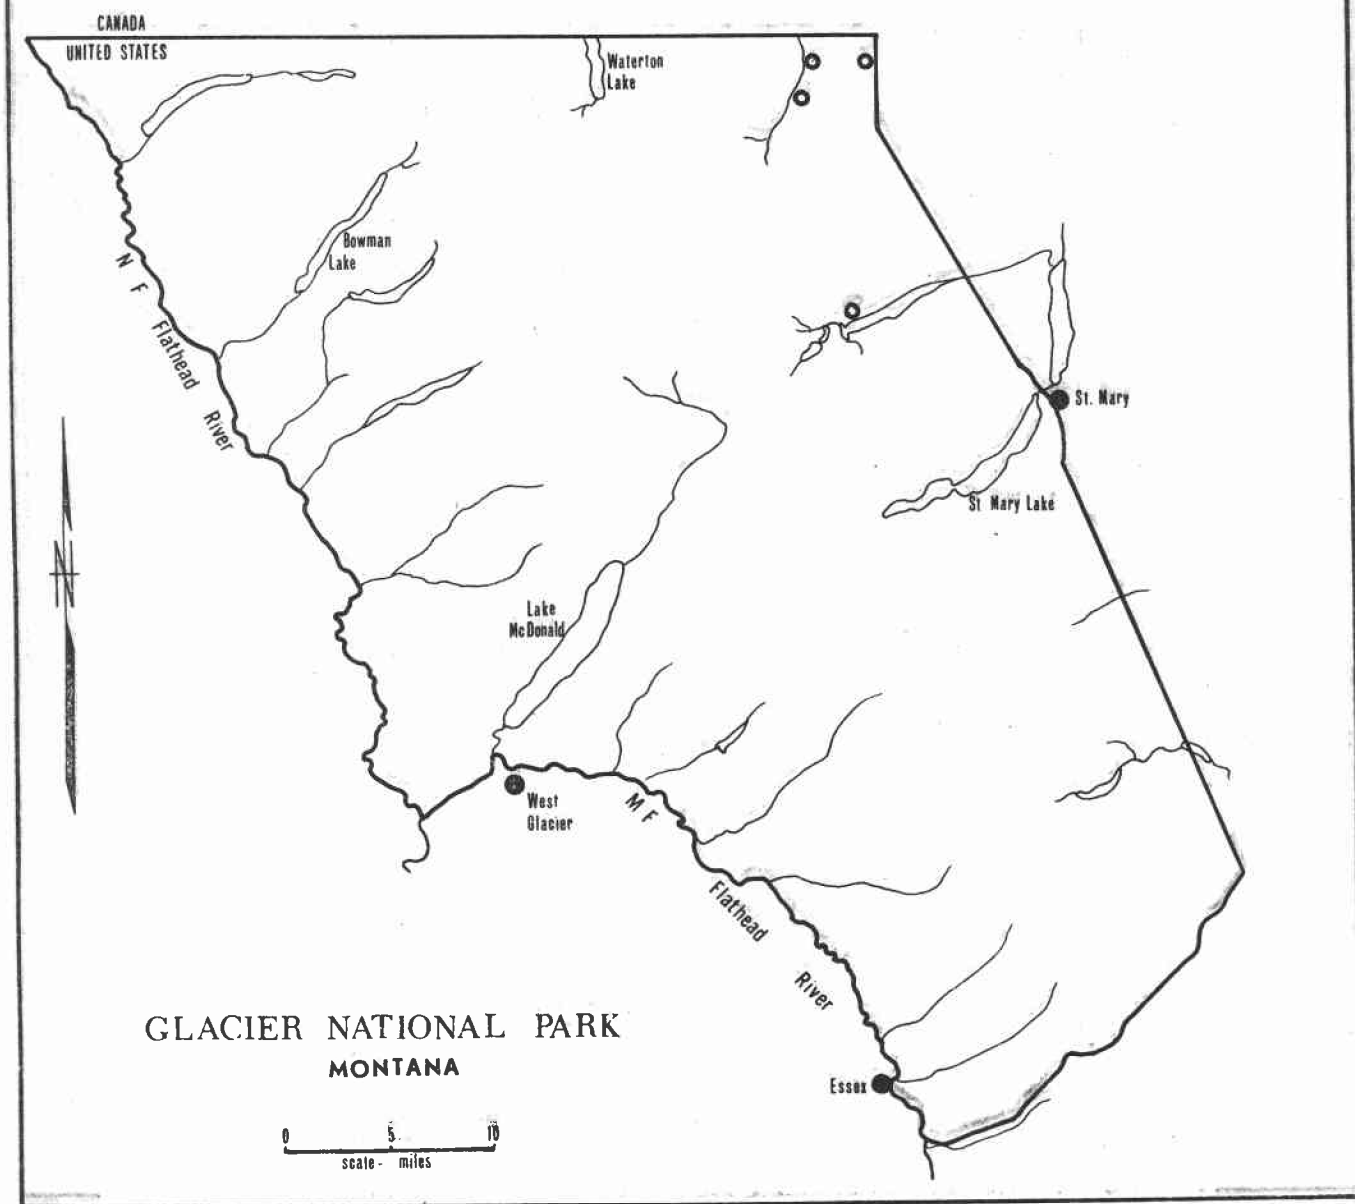 CANADA
UNITED STATES
Waterton
Lake
Bowman
Lake
N F Flathead River
St. Mary
St Mary Lake
N
Lake
McDonald
West
Glacier
M F Flathead River
Essex
GLACIER NATIONAL PARK
MONTANA
0 5 10
scale - miles